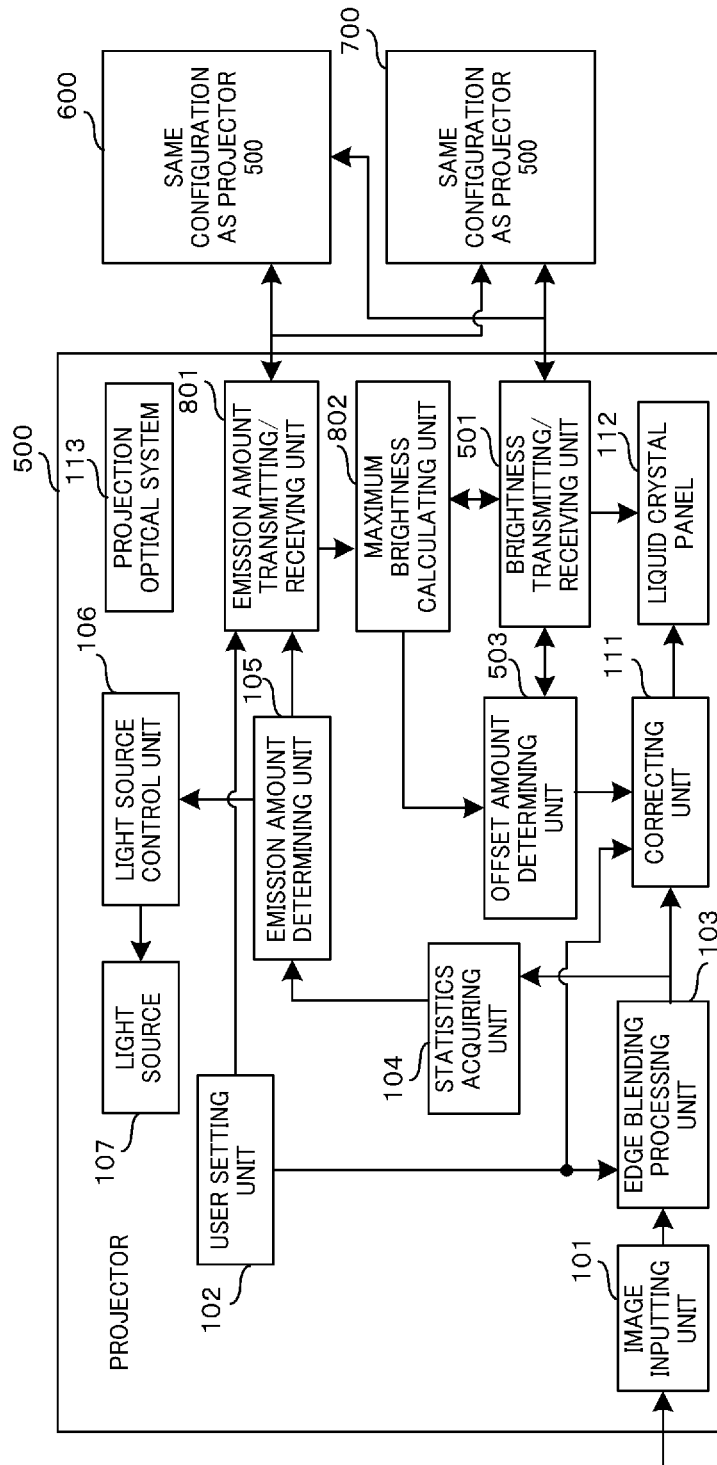 500
PROJECTOR
107
LIGHT
SOURCE
106
LIGHT SOURCE
CONTROL UNIT
113
PROJECTION
OPTICAL SYSTEM
102
USER SETTING
UNIT
105
EMISSION AMOUNT
DETERMINING UNIT
801
EMISSION AMOUNT
TRANSMITTING/
RECEIVING UNIT
600
SAME
CONFIGURATION
AS PROJECTOR
500
802
MAXIMUM
BRIGHTNESS
CALCULATING UNIT
104
STATISTICS
ACQUIRING
UNIT
503
OFFSET AMOUNT
DETERMINING
UNIT
501
BRIGHTNESS
TRANSMITTING/
RECEIVING UNIT
700
SAME
CONFIGURATION
AS PROJECTOR
500
101
IMAGE
INPUTTING
UNIT
103
EDGE BLENDING
PROCESSING
UNIT
111
CORRECTING
UNIT
112
LIQUID CRYSTAL
PANEL